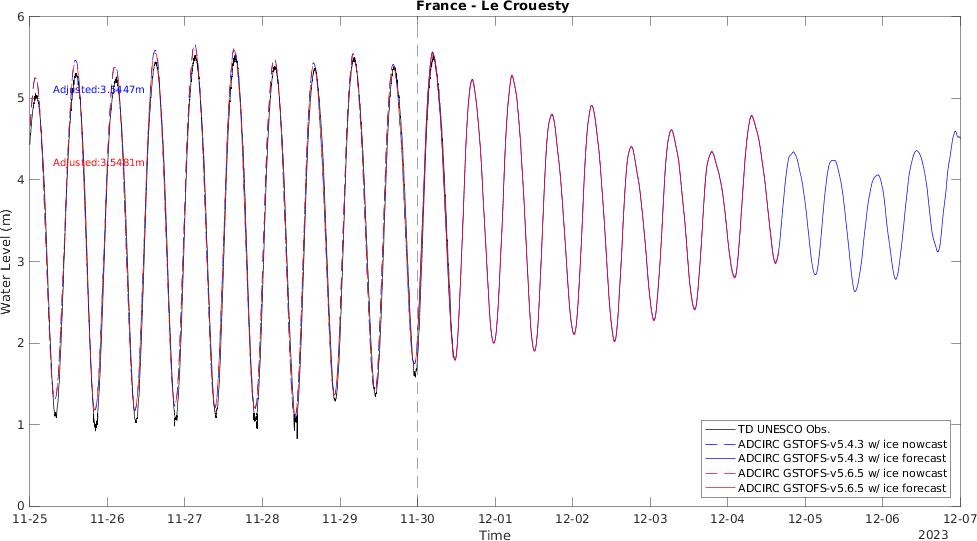 France - Le Crouesty
6
5
4
3
2
1
0
Water Level (m)
Adjusted:3.5447m
Adjusted:3.5481m
TD UNESCO Obs.
ADCIRC GSTOFS-v5.4.3 w/ ice nowcast
ADCIRC GSTOFS-v5.4.3 w/ ice forecast
ADCIRC GSTOFS-v5.6.5 w/ ice nowcast
ADCIRC GSTOFS-v5.6.5 w/ ice forecast
11-25 11-26 11-27 11-28 11-29 11-30 12-01 12-02 12-03 12-04 12-05 12-06 12-07
Time
2023